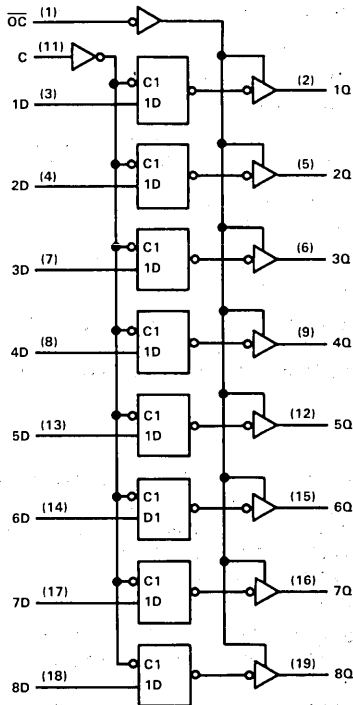 OC (1)
C (11)
C1
1D (3) 1D (2) 1Q
C1
2D (4) 1D (5) 2Q
C1
3D (7) 1D (6) 3Q
C1
4D (8) 1D (9) 4Q
C1
5D (13) 1D (12) 5Q
C1
6D (14) D1 (15) 6Q
C1
7D (17) 1D (16) 7Q
C1
8D (18) 1D (19) 8Q